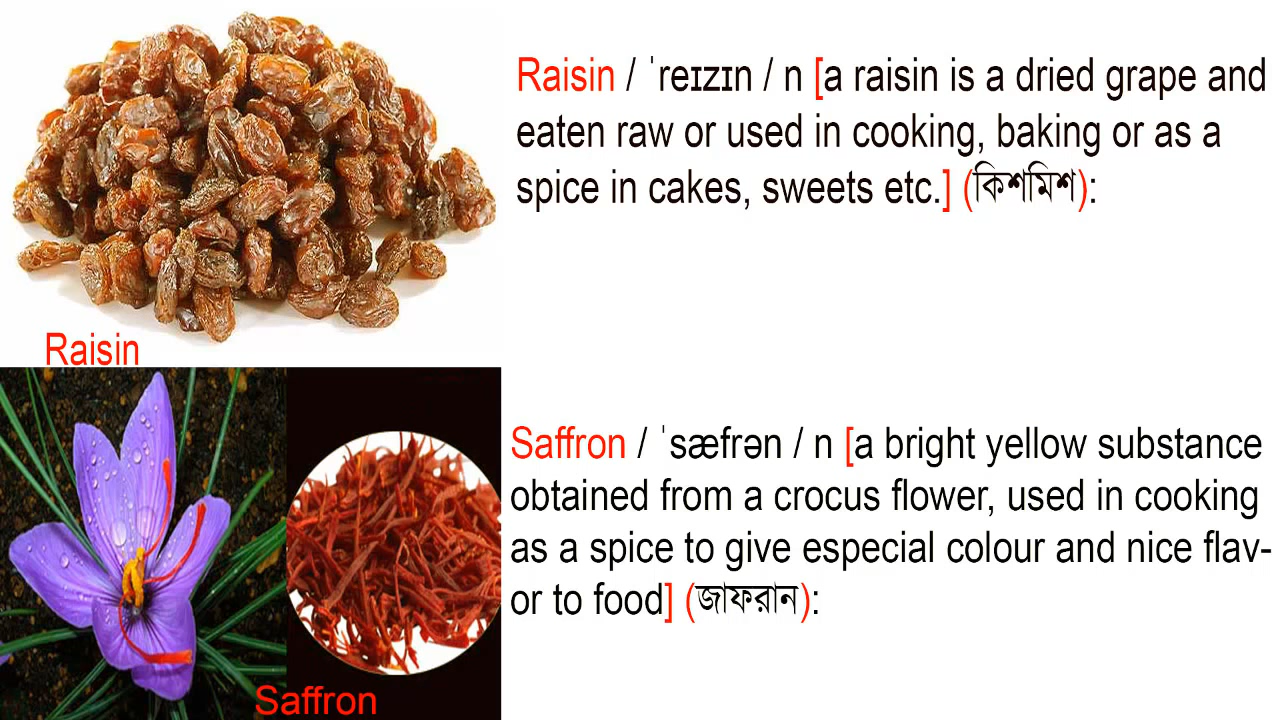 Raisin / ˈreɪzɪn / n [a raisin is a dried grape and
eaten raw or used in cooking, baking or as a
spice in cakes, sweets etc.] (কিশমিশ):
Raisin
Saffron / ˈsæfrən / n [a bright yellow substance
obtained from a crocus flower, used in cooking
as a spice to give especial colour and nice flav-
or to food] (জাফরান):
Saffron